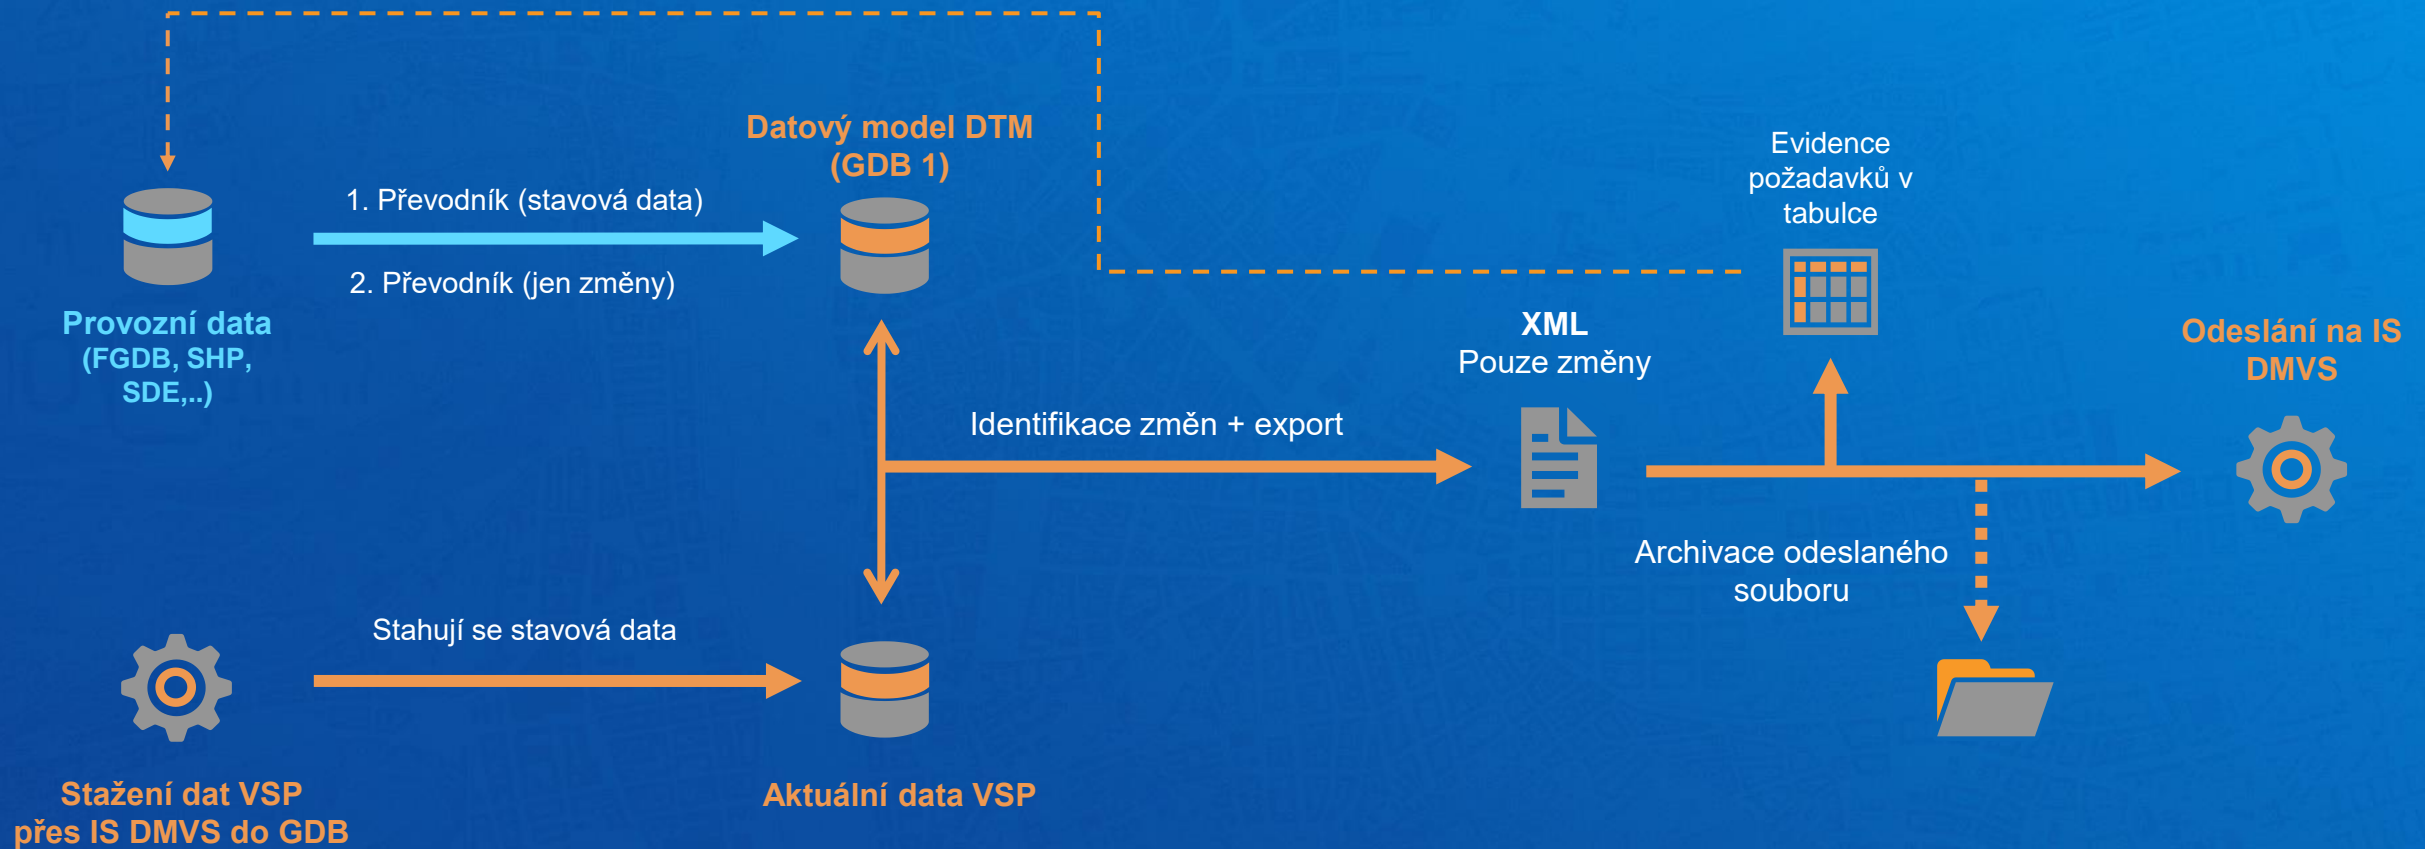 Datový model DTM
(GDB 1)
Evidence
požadavků v
tabulce
1. Převodník (stavová data)
2. Převodník (jen změny)
Provozní data
(FGDB, SHP,
SDE,..)
XML
Pouze změny
Odeslání na IS
DMVS
Identifikace změn + export
Archivace odeslaného
souboru
Stahují se stavová data
Stažení dat VSP
přes IS DMVS do GDB
Aktuální data VSP